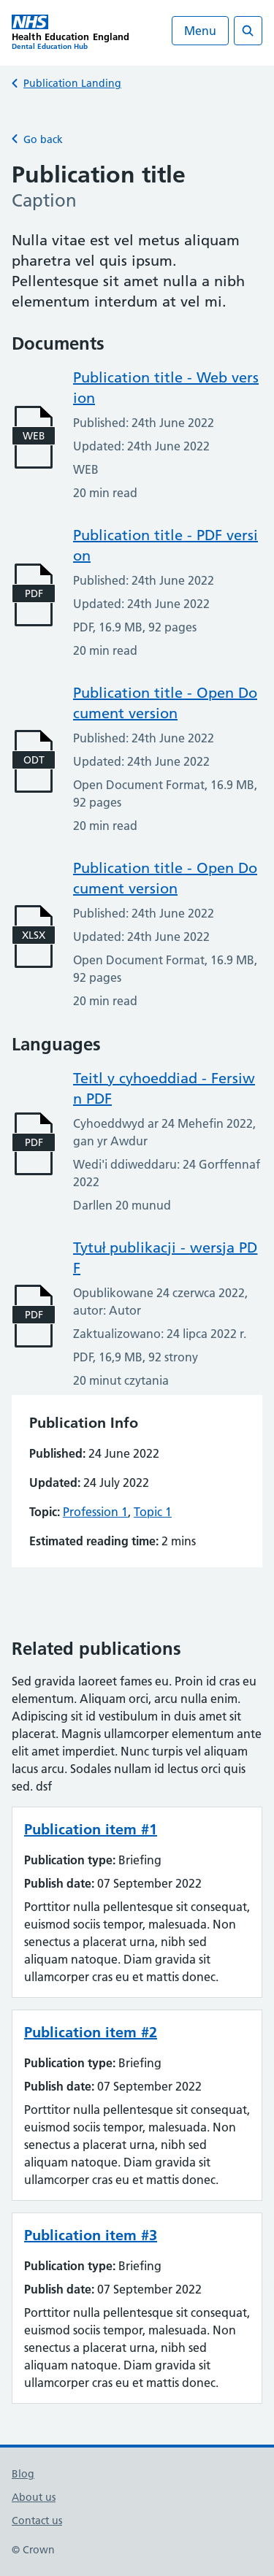 NHS
Health Education England
Dental Education Hub
Menu
Publication Landing
Go back
Publication title
Caption
Nulla vitae est vel metus aliquam
pharetra vel quis ipsum.
Pellentesque sit amet nulla a nibh
elementum interdum at vel mi.
Documents
Publication title - Web vers
ion
Published: 24th June 2022
WEB
Updated: 24th June 2022
WEB
20 min read
Publication title - PDF versi
on
Published: 24th June 2022
PDF
Updated: 24th June 2022
PDF, 16.9 MB, 92 pages
20 min read
Publication title - Open Do
cument version
Published: 24th June 2022
ODT
Updated: 24th June 2022
Open Document Format, 16.9 MB,
92 pages
20 min read
Publication title - Open Do
cument version
Published: 24th June 2022
XLSX
Updated: 24th June 2022
Open Document Format, 16.9 MB,
92 pages
20 min read
Languages
Teitl y cyhoeddiad - Fersiw
n PDF
Cyhoeddwyd ar 24 Mehefin 2022,
gan yr Awdur
PDF
Wedi'i ddiweddaru: 24 Gorffennaf
2022
Darllen 20 munud
Tytuł publikacji - wersja PD
F
Opublikowane 24 czerwca 2022,
autor: Autor
PDF
Zaktualizowano: 24 lipca 2022 r.
PDF, 16,9 MB, 92 strony
20 minut czytania
Publication Info
Published: 24 June 2022
Updated: 24 July 2022
Topic: Profession 1, Topic 1
Estimated reading time: 2 mins
Related publications
Sed gravida laoreet fames eu. Proin id cras eu
elementum. Aliquam orci, arcu nulla enim.
Adipiscing sit id vestibulum in duis amet sit
placerat. Magnis ullamcorper elementum ante
elit amet imperdiet. Nunc turpis vel aliquam
lacus arcu. Sodales nullam id lectus orci quis
sed. dsf
Publication item #1
Publication type: Briefing
Publish date: 07 September 2022
Porttitor nulla pellentesque sit consequat,
euismod sociis tempor, malesuada. Non
senectus a placerat urna, nibh sed
aliquam natoque. Diam gravida sit
ullamcorper cras eu et mattis donec.
Publication item #2
Publication type: Briefing
Publish date: 07 September 2022
Porttitor nulla pellentesque sit consequat,
euismod sociis tempor, malesuada. Non
senectus a placerat urna, nibh sed
aliquam natoque. Diam gravida sit
ullamcorper cras eu et mattis donec.
Publication item #3
Publication type: Briefing
Publish date: 07 September 2022
Porttitor nulla pellentesque sit consequat,
euismod sociis tempor, malesuada. Non
senectus a placerat urna, nibh sed
aliquam natoque. Diam gravida sit
ullamcorper cras eu et mattis donec.
Blog
About us
Contact us
© Crown